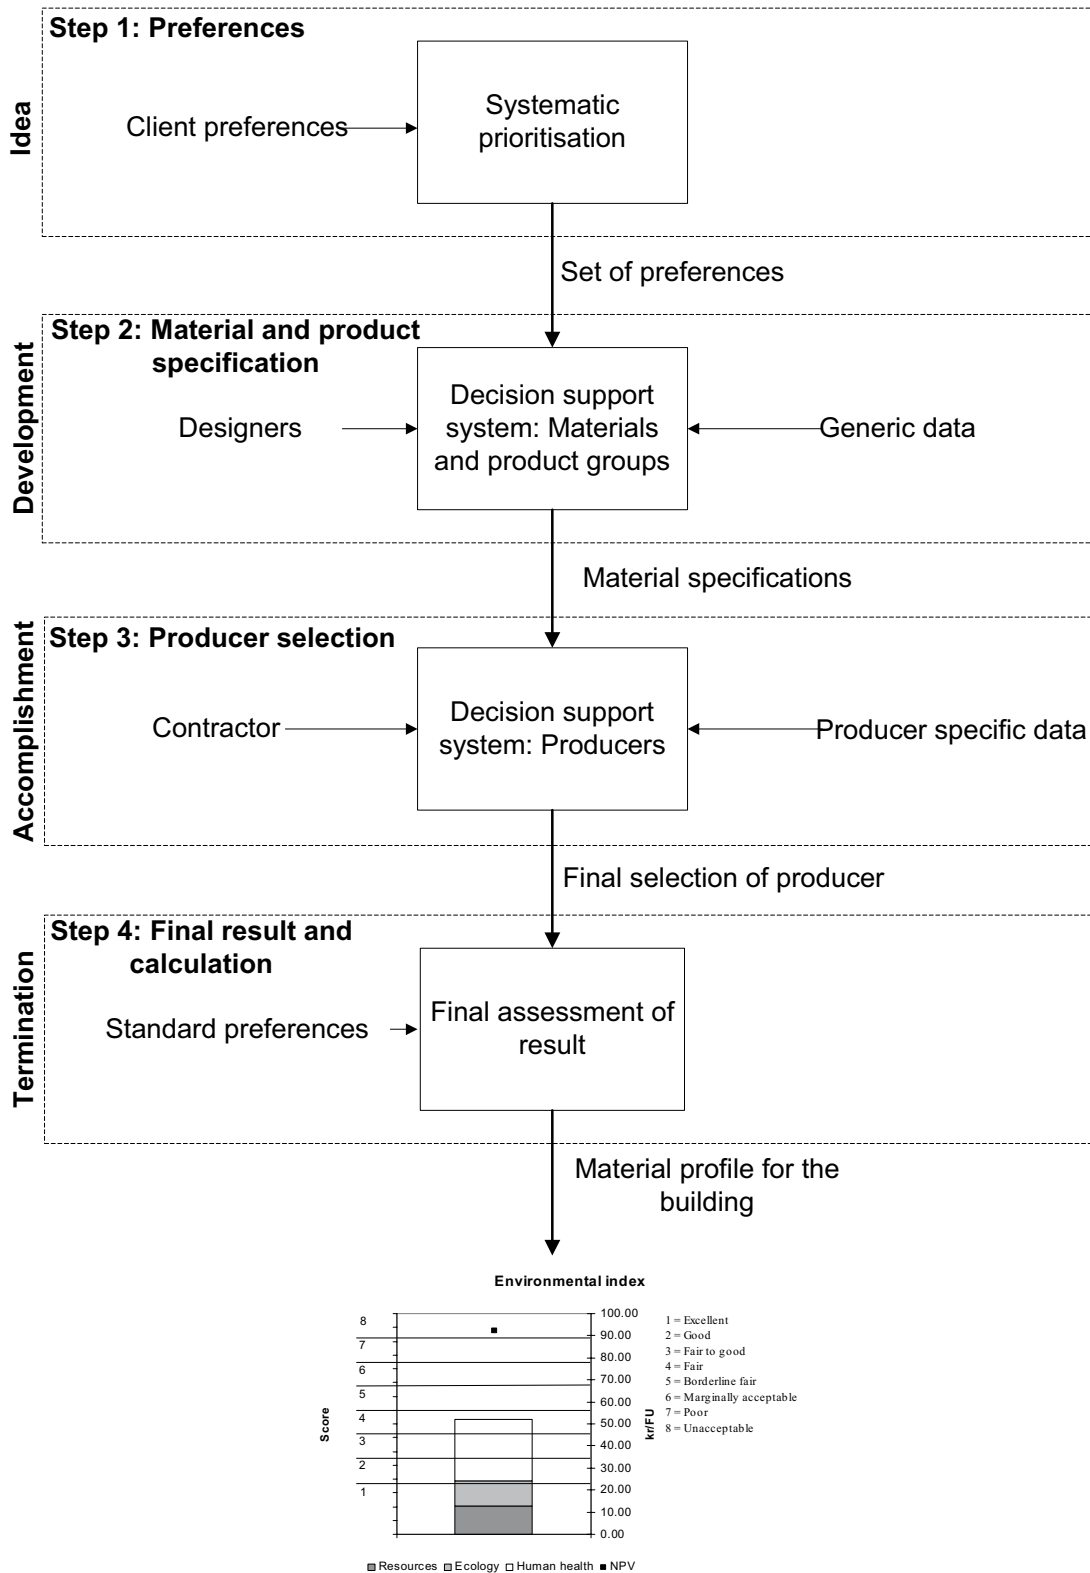 Step 1: Preferences
Idea
Client preferences
Systematic
prioritisation
Set of preferences
Step 2: Material and product
specification
Development
Designers
Decision support
system: Materials
and product groups
Generic data
Material specifications
Step 3: Producer selection
Accomplishment
Contractor
Decision support
system: Producers
Producer specific data
Final selection of producer
Step 4: Final result and
calculation
Termination
Standard preferences
Final assessment of
result
Material profile for the
building
Environmental index
Score
8
7
6
5
4
3
2
1
100.00
90.00
80.00
70.00
60.00
50.00
40.00
30.00
20.00
10.00
0.00
kr/FU
1 = Excellent
2 = Good
3 = Fair to good
4 = Fair
5 = Borderline fair
6 = Marginally acceptable
7 = Poor
8 = Unacceptable
Resources Ecology Human health NPV